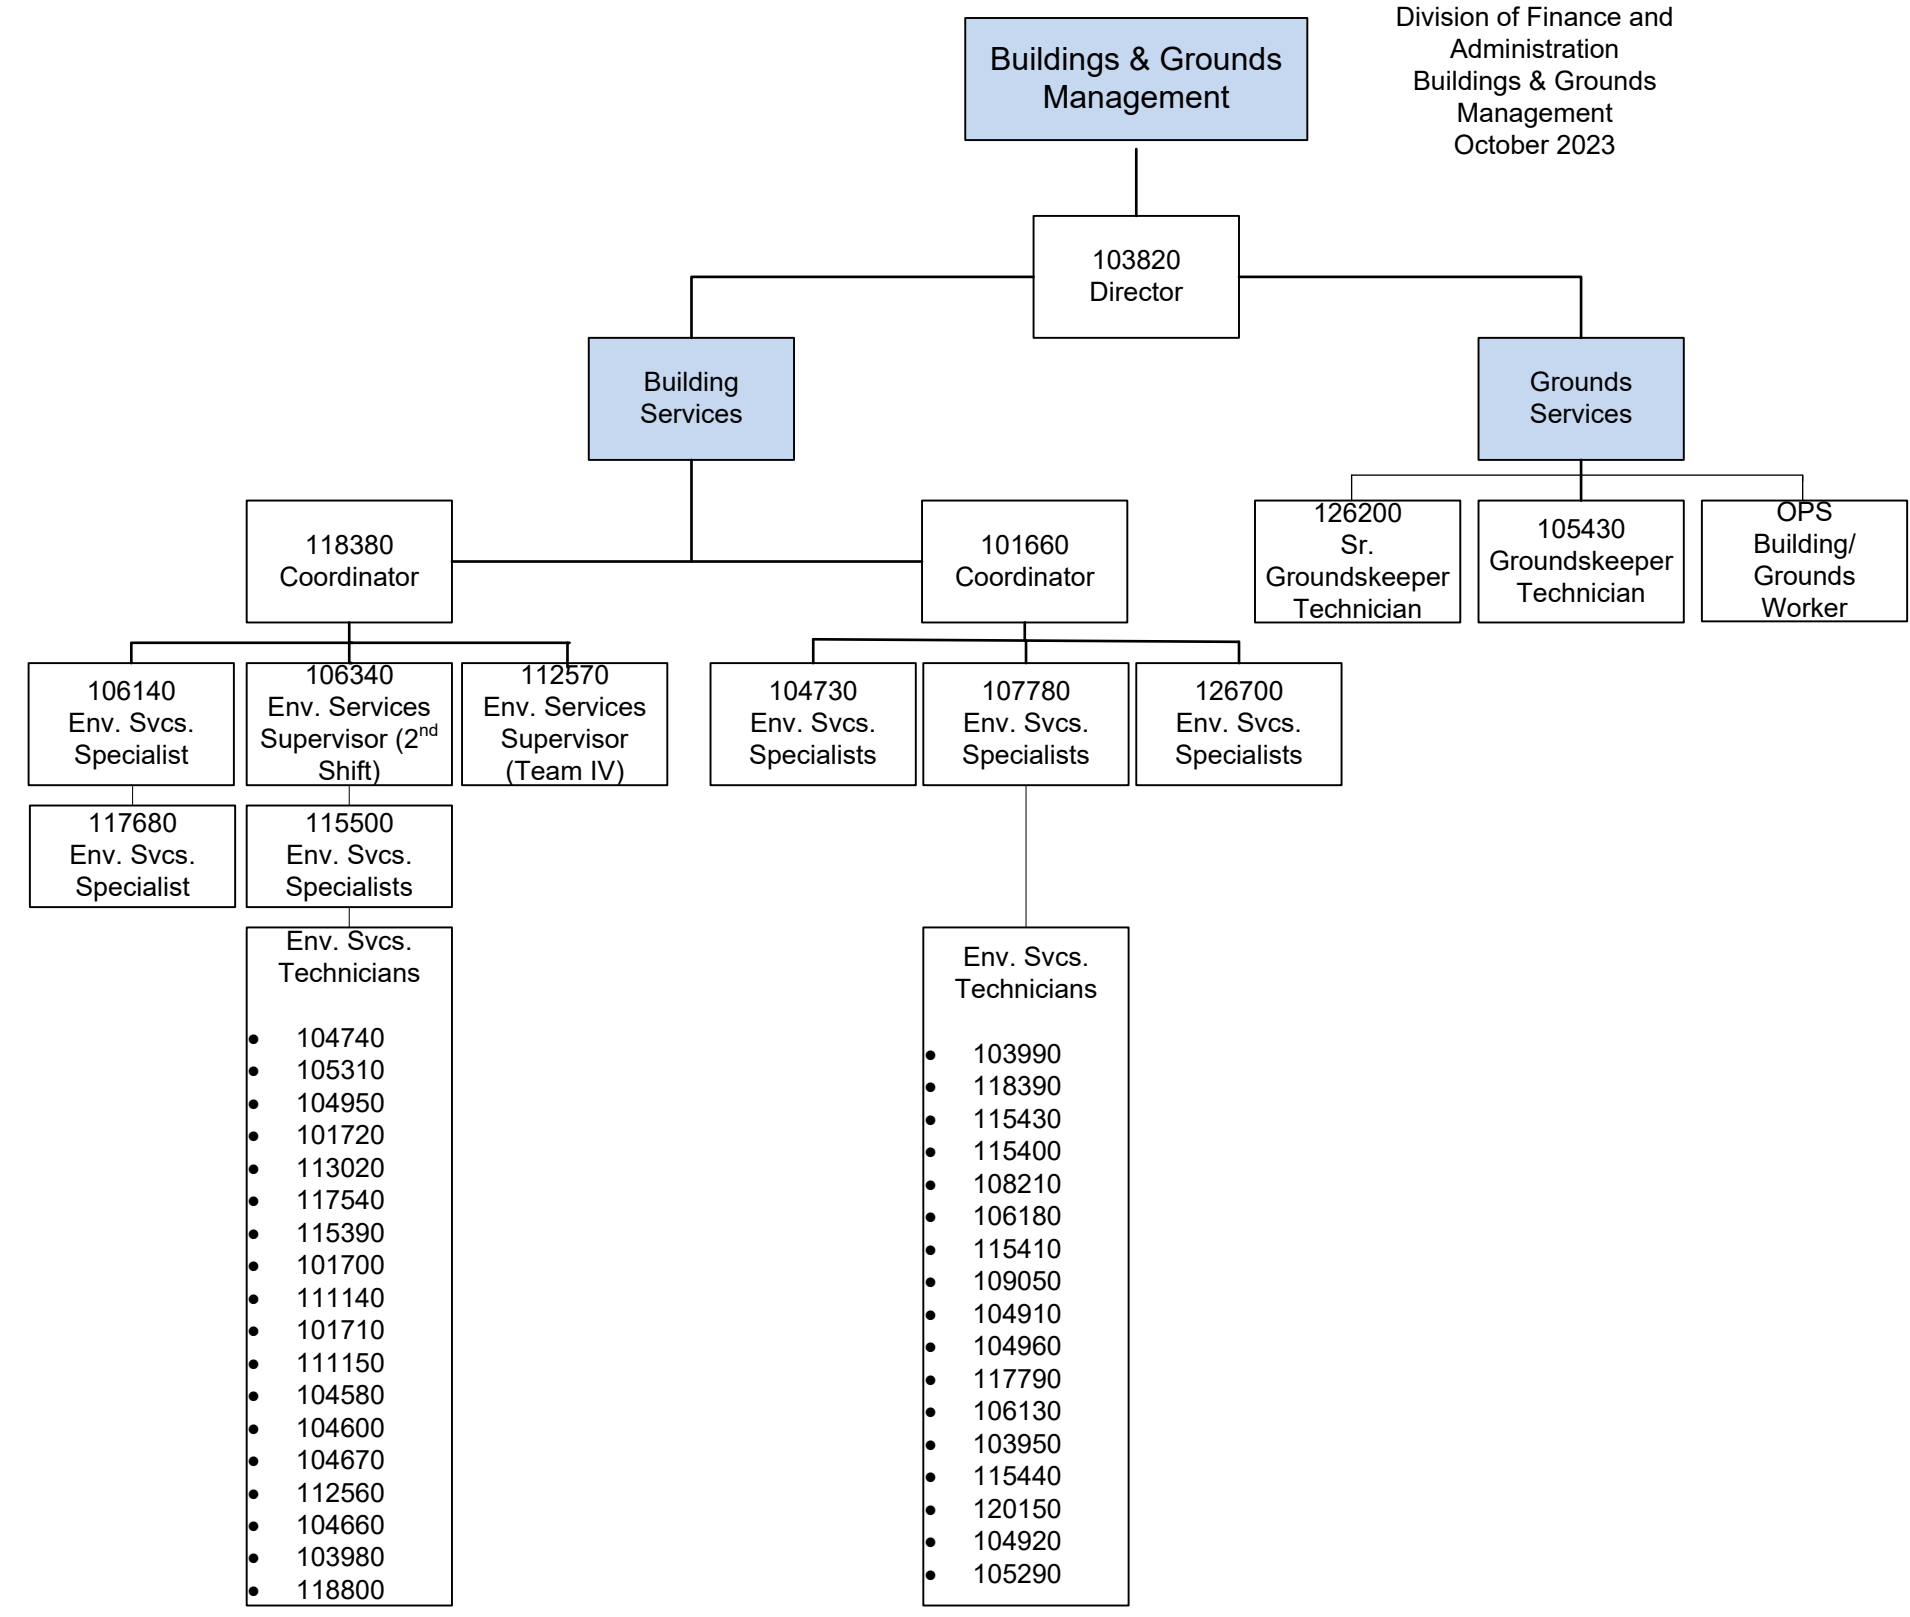 Buildings & Grounds
Management
Division of Finance and
Administration
Buildings & Grounds
Management
October 2023
103820
Director
Building
Services
Grounds
Services
118380
Coordinator
101660
Coordinator
126200
Sr.
Groundskeeper
Technician
105430
Groundskeeper
Technician
OPS
Building/
Grounds
Worker
106140
Env. Svcs.
Specialist
106340
Env. Services
Supervisor (2nd
Shift)
112570
Env. Services
Supervisor
(Team IV)
104730
Env. Svcs.
Specialists
107780
Env. Svcs.
Specialists
126700
Env. Svcs.
Specialists
117680
Env. Svcs.
Specialist
115500
Env. Svcs.
Specialists
Env. Svcs.
Technicians
• 104740
• 105310
• 104950
• 101720
• 113020
• 117540
• 115390
• 101700
• 111140
• 101710
• 111150
• 104580
• 104600
• 104670
• 112560
• 104660
• 103980
• 118800
Env. Svcs.
Technicians
• 103990
• 118390
• 115430
• 115400
• 108210
• 106180
• 115410
• 109050
• 104910
• 104960
• 117790
• 106130
• 103950
• 115440
• 120150
• 104920
• 105290